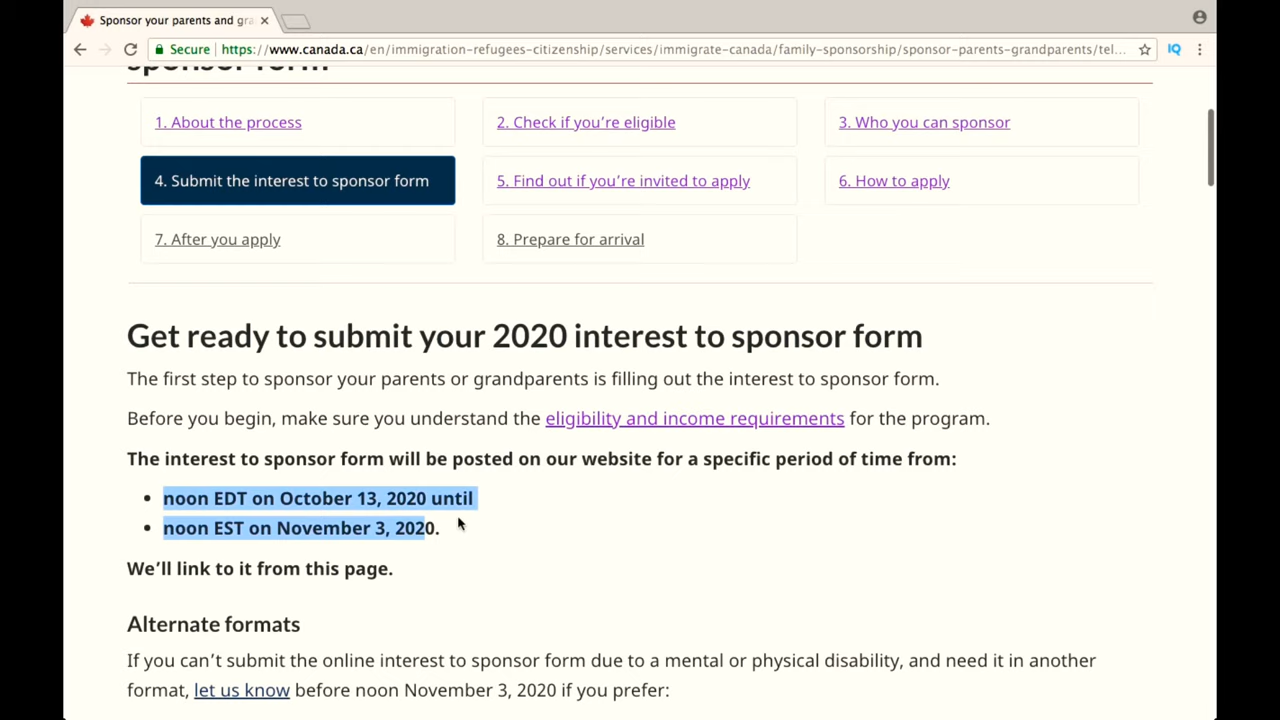 Sponsor your parents and gra
Secure https://www.canada.ca/en/immigration-refugees-citizenship/services/immigrate-canada/family-sponsorship/sponsor-parents-grandparents/tel...
sponsor form
1. About the process
2. Check if you’re eligible
3. Who you can sponsor
4. Submit the interest to sponsor form
5. Find out if you’re invited to apply
6. How to apply
7. After you apply
8. Prepare for arrival
Get ready to submit your 2020 interest to sponsor form
The first step to sponsor your parents or grandparents is filling out the interest to sponsor form.
Before you begin, make sure you understand the eligibility and income requirements for the program.
The interest to sponsor form will be posted on our website for a specific period of time from:
• noon EDT on October 13, 2020 until
• noon EST on November 3, 2020.
We’ll link to it from this page.
Alternate formats
If you can’t submit the online interest to sponsor form due to a mental or physical disability, and need it in another
format, let us know before noon November 3, 2020 if you prefer: